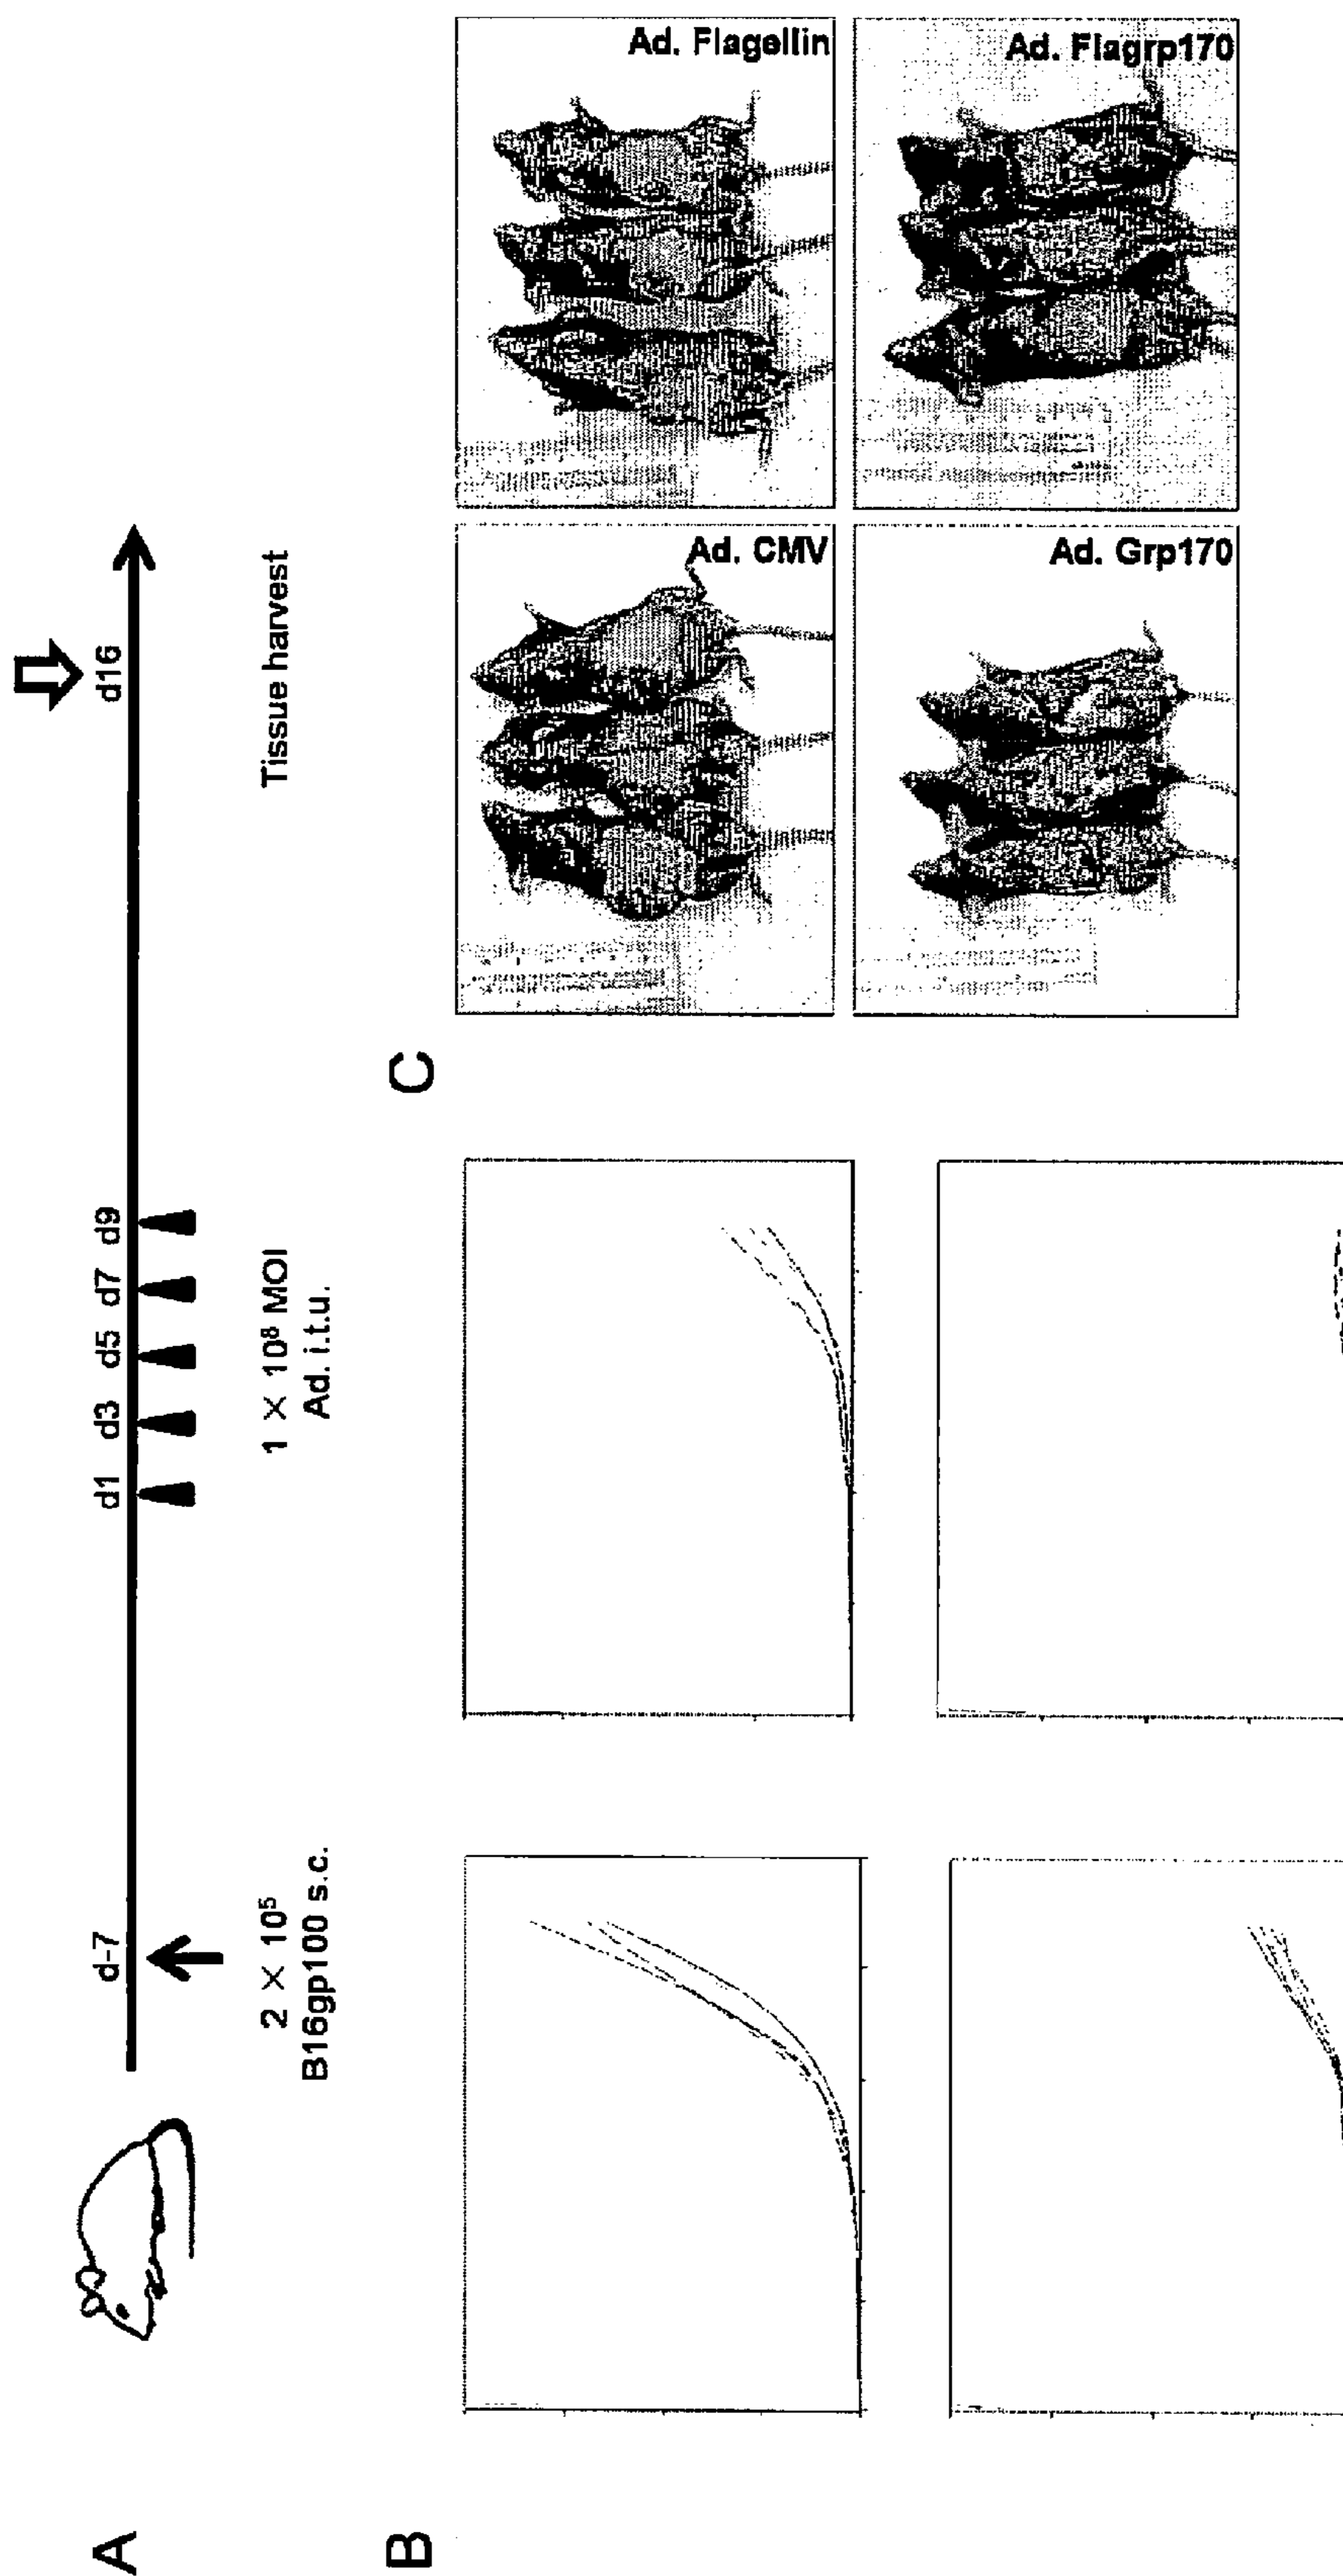 A
d-7
d1
d3
d5
d7
d9
d16
2 × 10⁵
B16gp100 s.c.
1 × 10⁸ MOI
Ad. i.t.u.
Tissue harvest
B
C
Ad. CMV
Ad. Flagellin
Ad. Grp170
Ad. Flagrp170